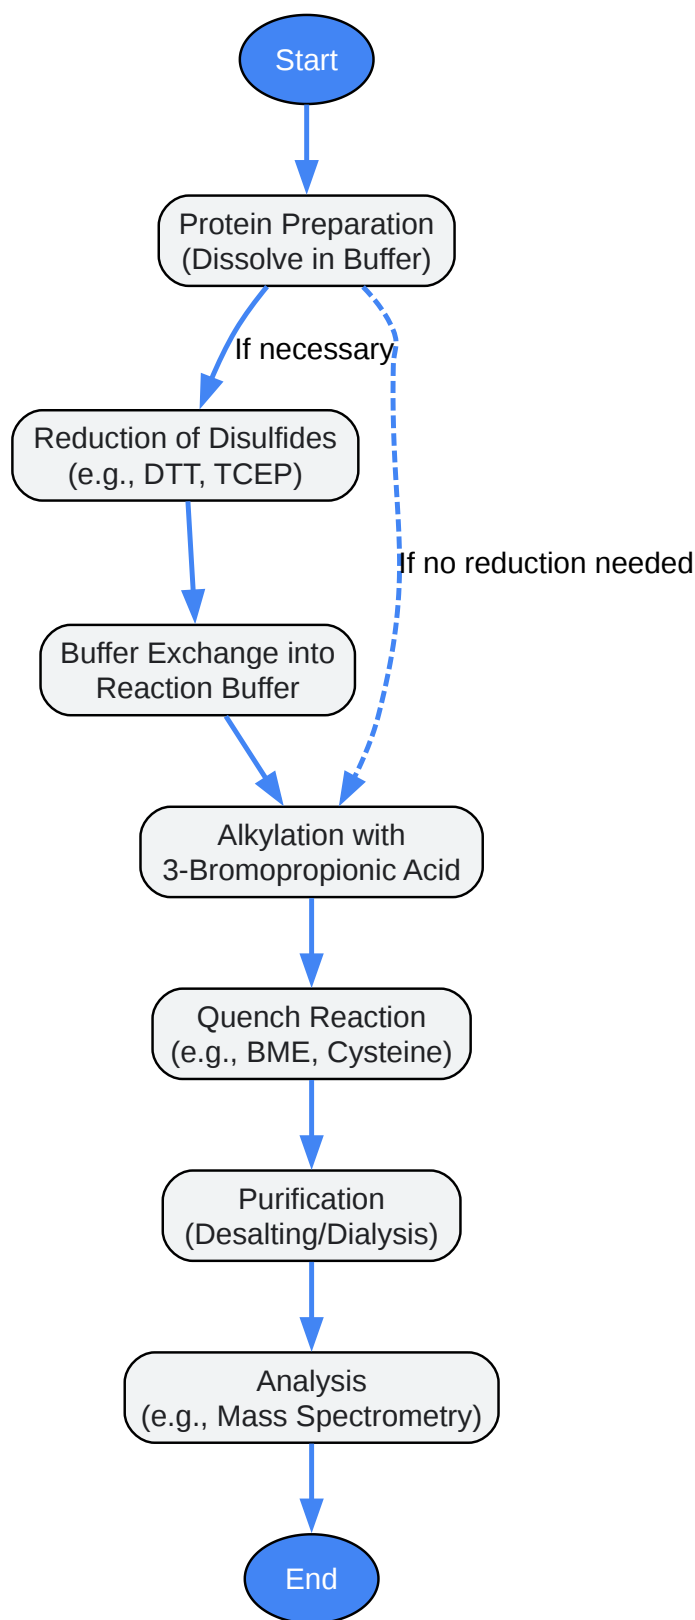 Start
Protein Preparation
(Dissolve in Buffer)
If necessary
Reduction of Disulfides
(e.g., DTT, TCEP)
If no reduction needed
Buffer Exchange into
Reaction Buffer
Alkylation with
3-Bromopropionic Acid
Quench Reaction
(e.g., BME, Cysteine)
Purification
(Desalting/Dialysis)
Analysis
(e.g., Mass Spectrometry)
End